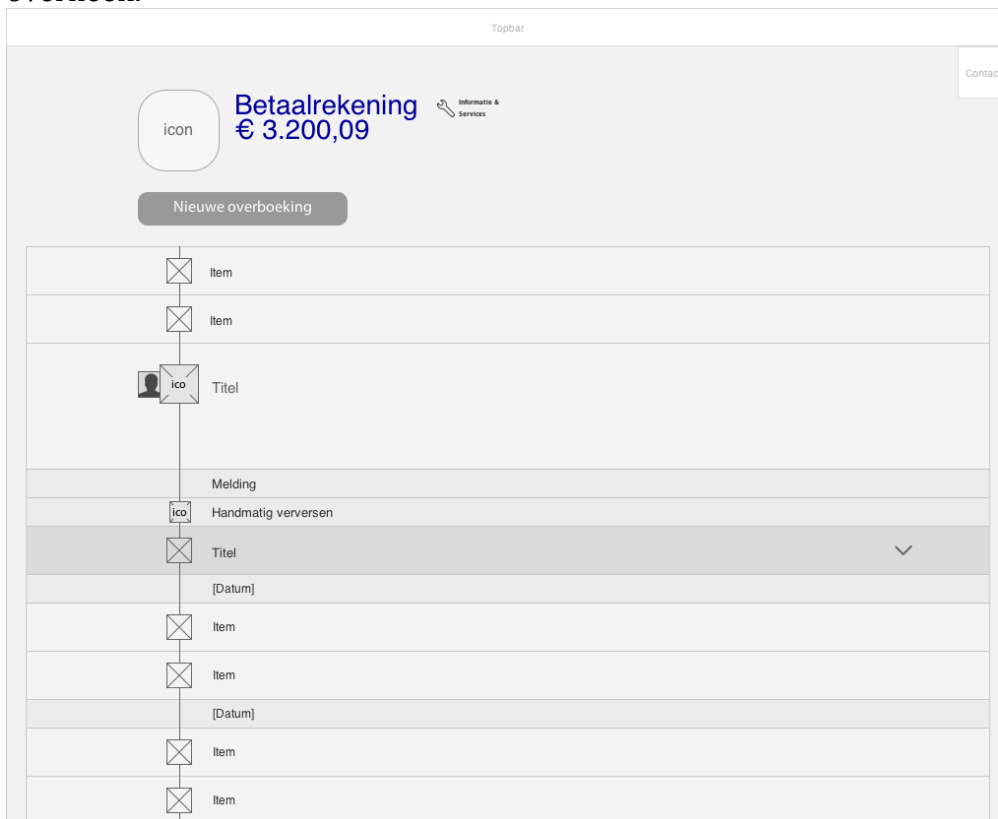 Topbar
Contac
icon
Betaalrekening
€ 3.200,09
Informatie &
Services
Nieuwe overboeking
Item
Item
ico
Titel
Melding
ico
Handmatig verversen
Titel
[Datum]
Item
Item
[Datum]
Item
Item